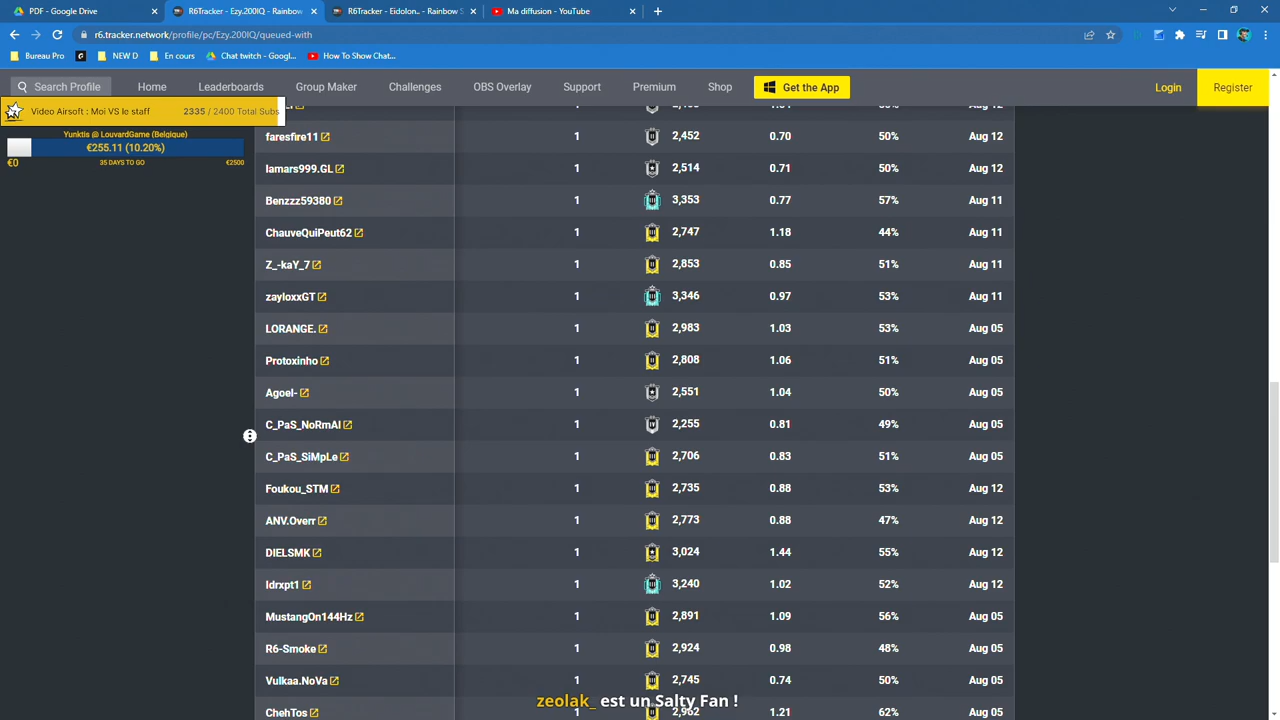 PDF - Google Drive
R6Tracker - Ezy.200IQ - Rainbow
R6Tracker - Eidolon.. - Rainbow S
Ma diffusion - YouTube
r6.tracker.network/profile/pc/Ezy.200IQ/queued-with
Bureau Pro
NEW D
En cours
Chat twitch - Googl...
How To Show Chat...
Search Profile
Home
Leaderboards
Group Maker
Challenges
OBS Overlay
Support
Premium
Shop
Get the App
Login
Register
Video Airsoft : Moi VS le staff 2335 / 2400 Total Subs
Yunktis @ LouvardGame (Belgique)
€255.11 (10.20%)
€0 35 DAYS TO GO €2500
faresfire11 1 2,452 0.70 50% Aug 12
lamars999.GL 1 2,514 0.71 50% Aug 12
Benzzz59380 1 3,353 0.77 57% Aug 11
ChauveQuiPeut62 1 2,747 1.18 44% Aug 11
Z_-kaY_7 1 2,853 0.85 51% Aug 11
zayloxxGT 1 3,346 0.97 53% Aug 11
LORANGE. 1 2,983 1.03 53% Aug 05
Protoxinho 1 2,808 1.06 51% Aug 05
Agoel- 1 2,551 1.04 50% Aug 05
C_PaS_NoRmAl 1 2,255 0.81 49% Aug 05
C_PaS_SiMpLe 1 2,706 0.83 51% Aug 05
Foukou_STM 1 2,735 0.88 53% Aug 12
ANV.Overr 1 2,773 0.88 47% Aug 12
DIELSMK 1 3,024 1.44 55% Aug 12
Idrxpt1 1 3,240 1.02 52% Aug 12
MustangOn144Hz 1 2,891 1.09 56% Aug 05
R6-Smoke 1 2,924 0.98 48% Aug 05
Vulkaa.NoVa 1 2,745 0.74 50% Aug 05
zeolak_ est un Salty Fan !
ChehTos 1 2,962 1.21 62% Aug 05